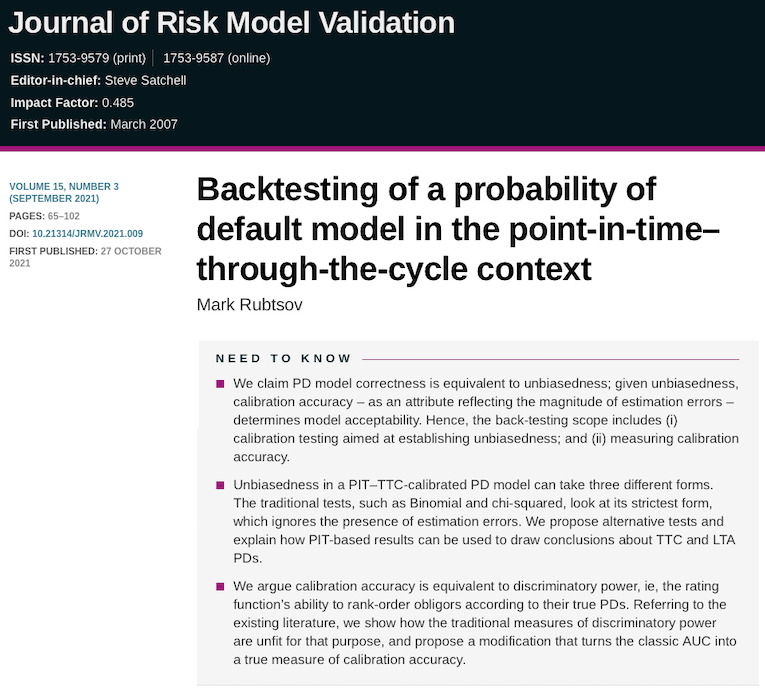 Journal of Risk Model Validation
ISSN: 1753-9579 (print) | 1753-9587 (online)
Editor-in-chief: Steve Satchell
Impact Factor: 0.485
First Published: March 2007
VOLUME 15, NUMBER 3
(SEPTEMBER 2021)
PAGES: 65–102
DOI: 10.21314/JRMV.2021.009
FIRST PUBLISHED: 27 OCTOBER
2021
Backtesting of a probability of
default model in the point-in-time–
through-the-cycle context
Mark Rubtsov
NEED TO KNOW
We claim PD model correctness is equivalent to unbiasedness; given unbiasedness,
calibration accuracy – as an attribute reflecting the magnitude of estimation errors –
determines model acceptability. Hence, the back-testing scope includes (i)
calibration testing aimed at establishing unbiasedness; and (ii) measuring calibration
accuracy.
Unbiasedness in a PIT–TTC-calibrated PD model can take three different forms.
The traditional tests, such as Binomial and chi-squared, look at its strictest form,
which ignores the presence of estimation errors. We propose alternative tests and
explain how PIT-based results can be used to draw conclusions about TTC and LTA
PDs.
We argue calibration accuracy is equivalent to discriminatory power, ie, the rating
function's ability to rank-order obligors according to their true PDs. Referring to the
existing literature, we show how the traditional measures of discriminatory power
are unfit for that purpose, and propose a modification that turns the classic AUC into
a true measure of calibration accuracy.